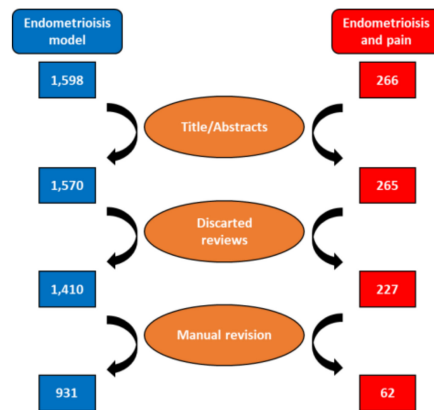 Endometrioisis
model
Endometrioisis
and pain
1,598
266
Title/Abstracts
1,570
265
Discarted
reviews
1,410
227
Manual revision
931
62